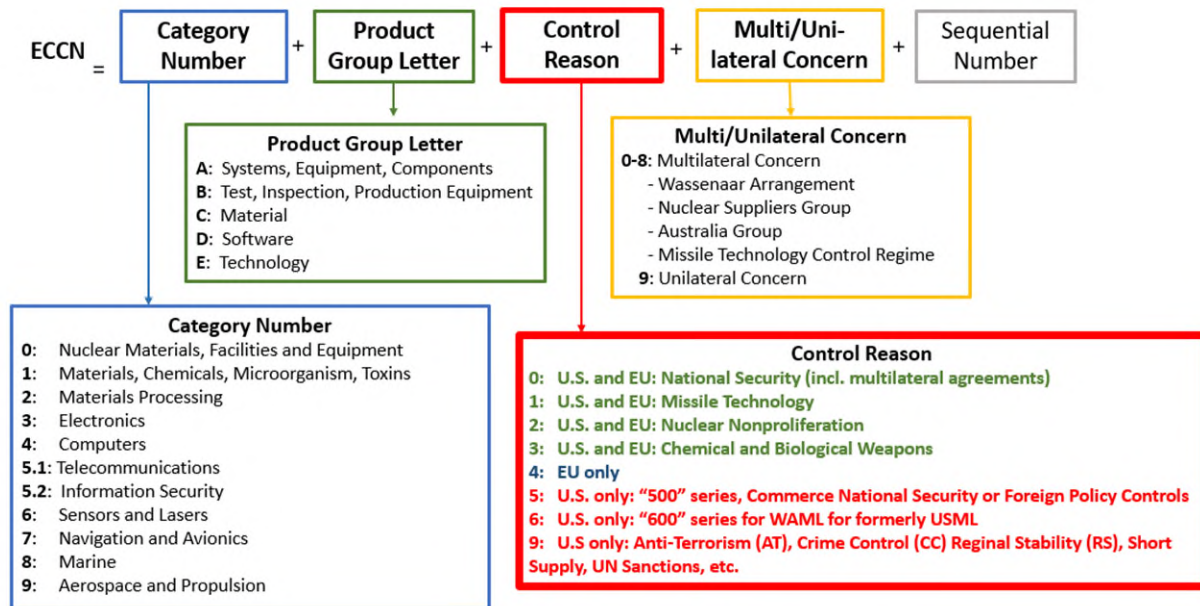 ECCN =
Category
Number
+
Product
Group Letter
+
Control
Reason
+
Multi/Uni-
lateral Concern
+
Sequential
Number
Product Group Letter
A: Systems, Equipment, Components
B: Test, Inspection, Production Equipment
C: Material
D: Software
E: Technology
Multi/Unilateral Concern
0-8: Multilateral Concern
- Wassenaar Arrangement
- Nuclear Suppliers Group
- Australia Group
- Missile Technology Control Regime
9: Unilateral Concern
Category Number
0: Nuclear Materials, Facilities and Equipment
1: Materials, Chemicals, Microorganism, Toxins
2: Materials Processing
3: Electronics
4: Computers
5.1: Telecommunications
5.2: Information Security
6: Sensors and Lasers
7: Navigation and Avionics
8: Marine
9: Aerospace and Propulsion
Control Reason
0: U.S. and EU: National Security (incl. multilateral agreements)
1: U.S. and EU: Missile Technology
2: U.S. and EU: Nuclear Nonproliferation
3: U.S. and EU: Chemical and Biological Weapons
4: EU only
5: U.S. only: “500” series, Commerce National Security or Foreign Policy Controls
6: U.S. only: “600” series for WAML for formerly USML
9: U.S only: Anti-Terrorism (AT), Crime Control (CC) Reginal Stability (RS), Short
Supply, UN Sanctions, etc.